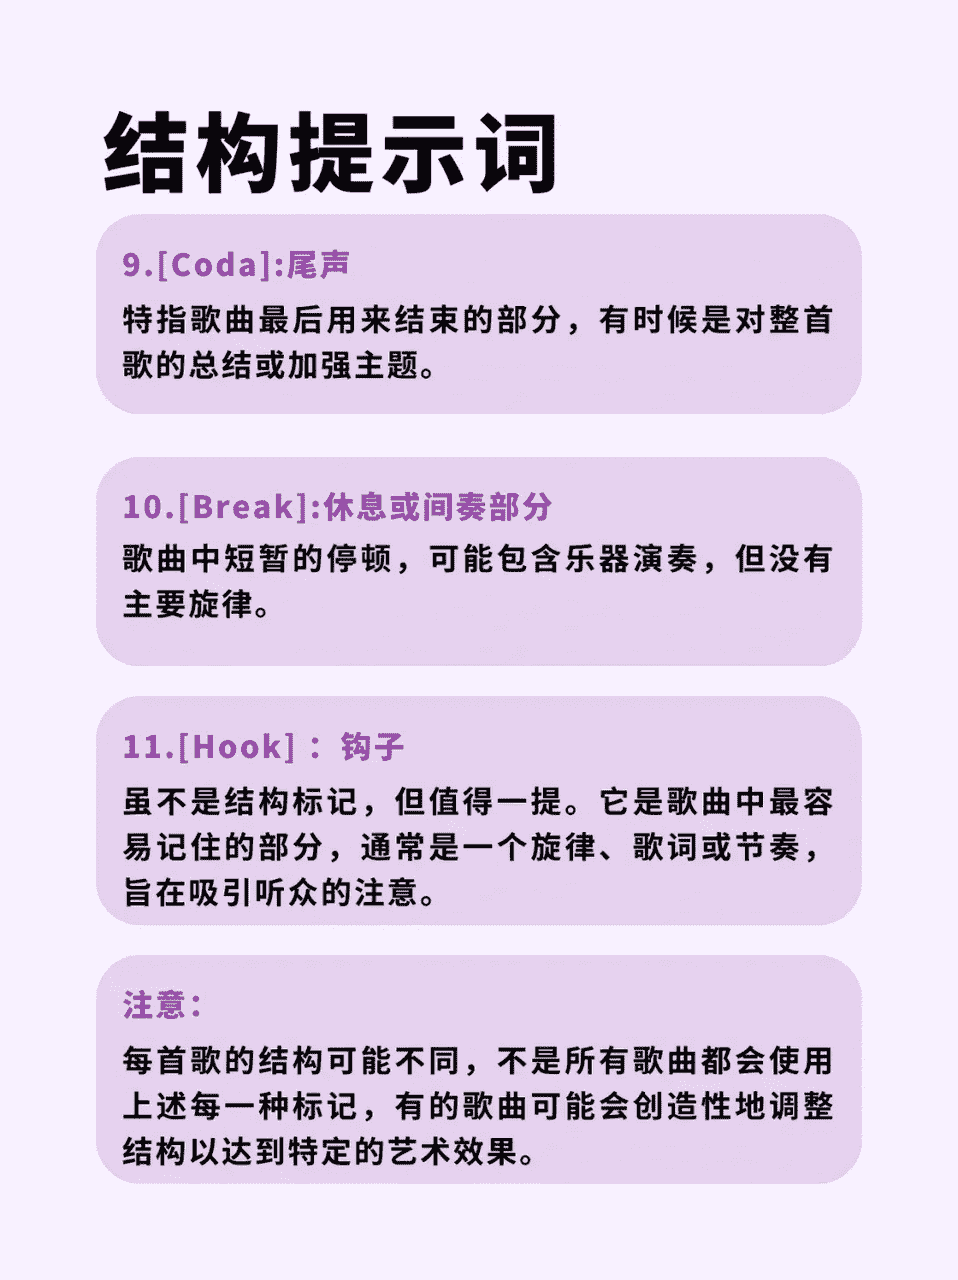 结构提示词
9.[Coda]:尾声
特指歌曲最后用来结束的部分，有时候是对整首
歌的总结或加强主题。
10.[Break]:休息或间奏部分
歌曲中短暂的停顿，可能包含乐器演奏，但没有
主要旋律。
11.[Hook]：钩子
虽不是结构标记，但值得一提。它是歌曲中最容
易记住的部分，通常是一个旋律、歌词或节奏，
旨在吸引听众的注意。
注意：
每首歌的结构可能不同，不是所有歌曲都会使用
上述每一种标记，有的歌曲可能会创造性地调整
结构以达到特定的艺术效果。